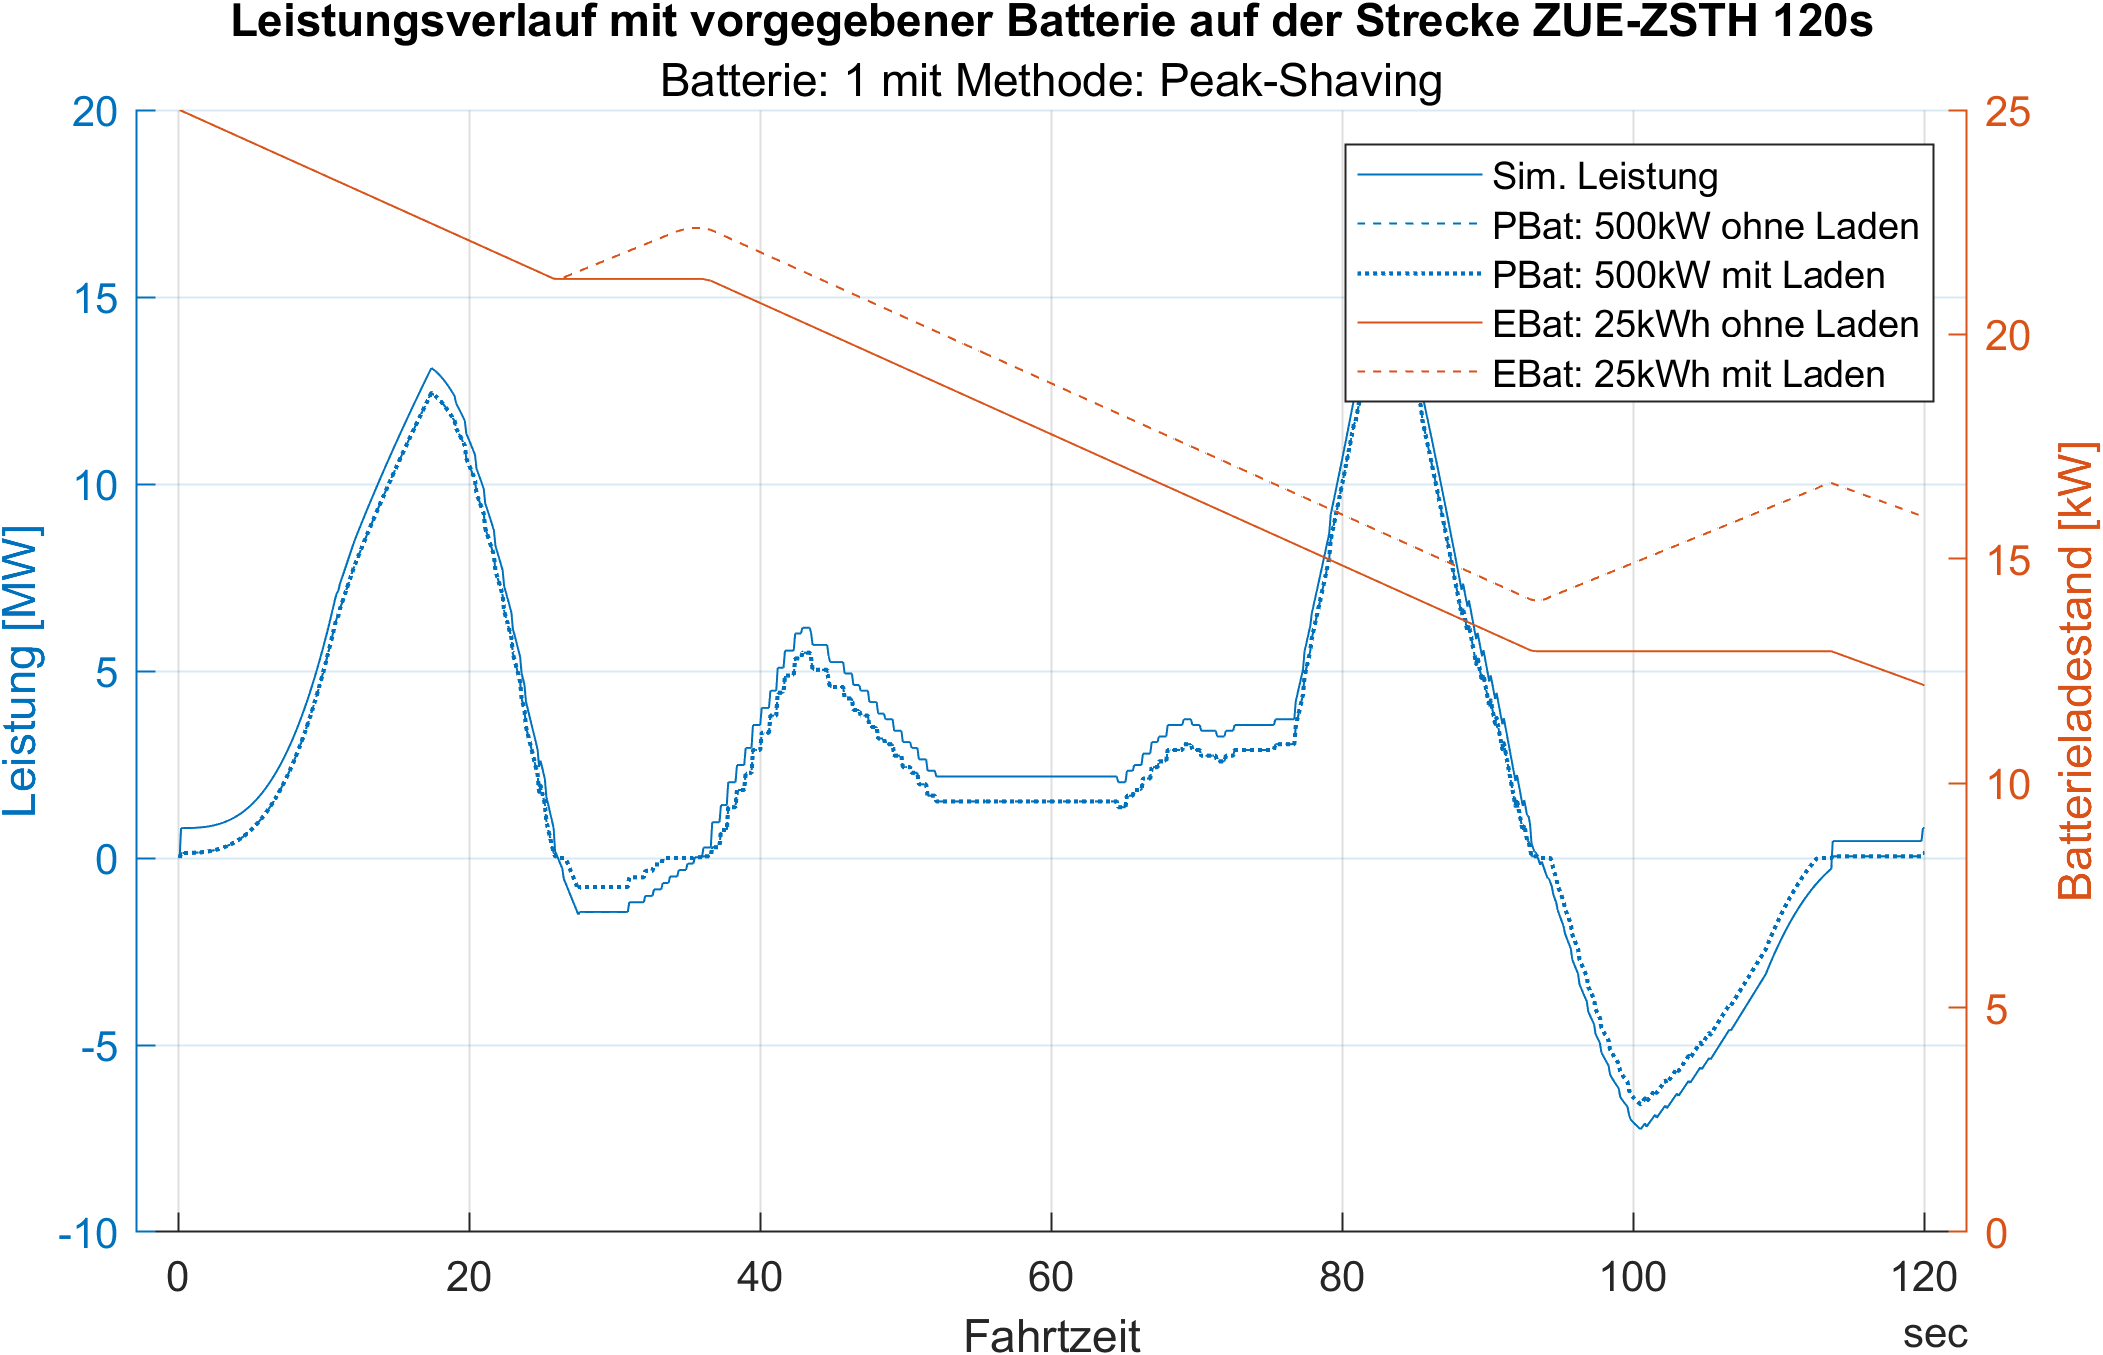 Leistungsverlauf mit vorgegebener Batterie auf der Strecke ZUE-ZSTH 120s
Batterie: 1 mit Methode: Peak-Shaving
20
15
10
5
0
-5
-10
Leistung [MW]
25
20
15
10
5
0
Batterieladestand [kW]
Sim. Leistung
PBat: 500kW ohne Laden
PBat: 500kW mit Laden
EBat: 25kWh ohne Laden
EBat: 25kWh mit Laden
0 20 40 60 80 100 120
Fahrtzeit
sec